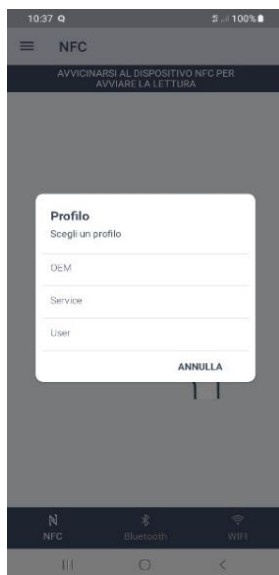 10:37 Q 100%
NFC
AVVICINARSI AL DISPOSITIVO NFC PER
AVVIARE LA LETTURA
Profilo
Scegli un profilo
OEM
Service
User
ANNULLA
NFC Bluetooth WIFI